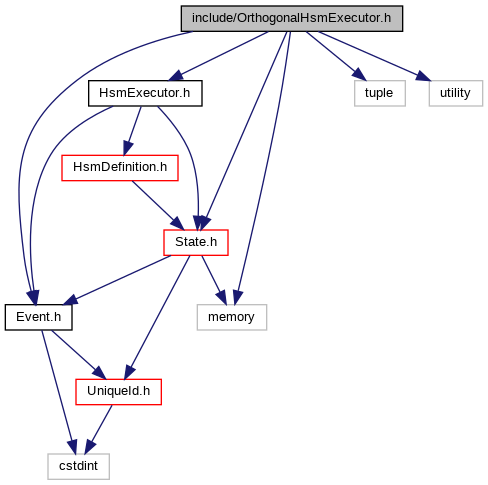 include/OrthogonalHsmExecutor.h
HsmExecutor.h
tuple
utility
HsmDefinition.h
State.h
Event.h
memory
UniqueId.h
cstdint